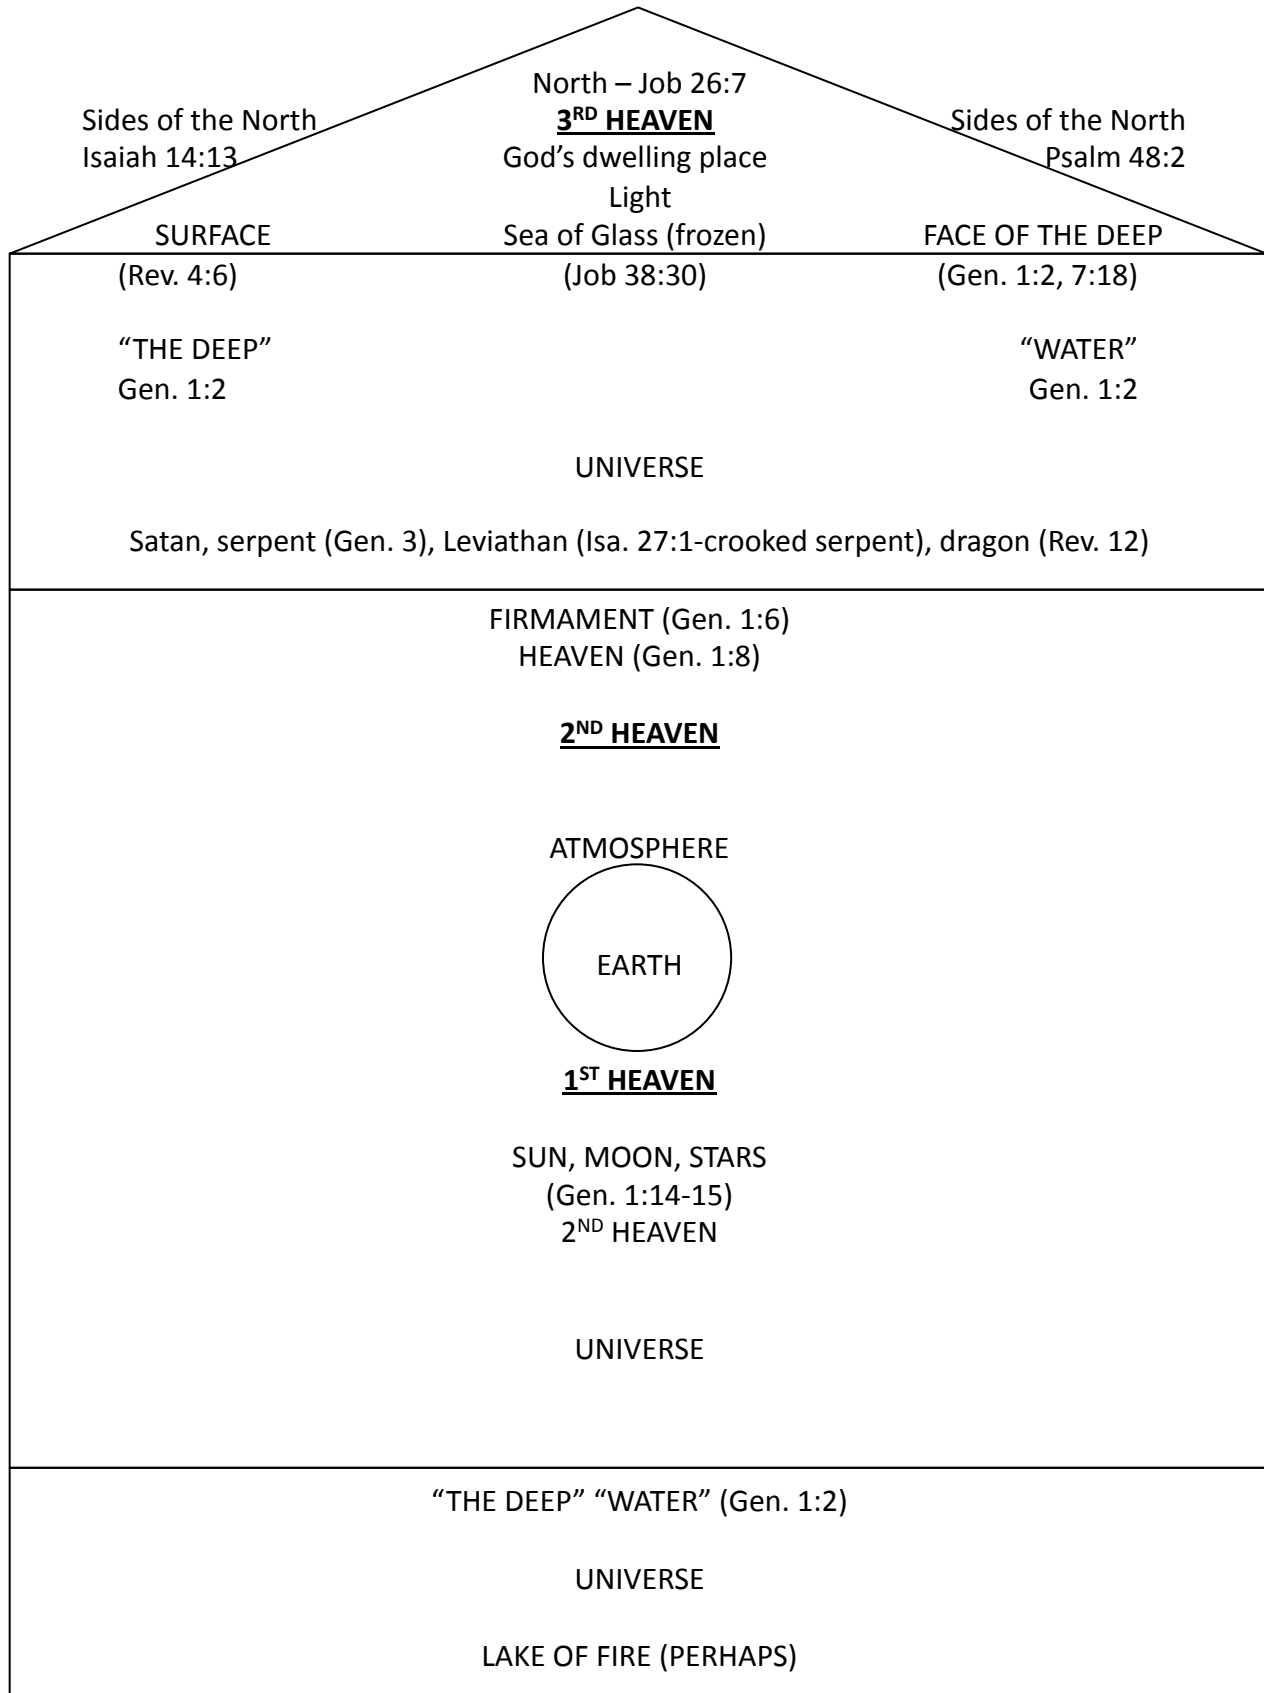 North – Job 26:7
Sides of the North
3RD HEAVEN
Sides of the North
Isaiah 14:13
God’s dwelling place
Psalm 48:2
Light
SURFACE
Sea of Glass (frozen)
FACE OF THE DEEP
(Rev. 4:6)
(Job 38:30)
(Gen. 1:2, 7:18)
“THE DEEP”
“WATER”
Gen. 1:2
Gen. 1:2
UNIVERSE
Satan, serpent (Gen. 3), Leviathan (Isa. 27:1-crooked serpent), dragon (Rev. 12)
FIRMAMENT (Gen. 1:6)
HEAVEN (Gen. 1:8)
2ND HEAVEN
ATMOSPHERE
EARTH
1ST HEAVEN
SUN, MOON, STARS
(Gen. 1:14-15)
2ND HEAVEN
UNIVERSE
“THE DEEP” “WATER” (Gen. 1:2)
UNIVERSE
LAKE OF FIRE (PERHAPS)